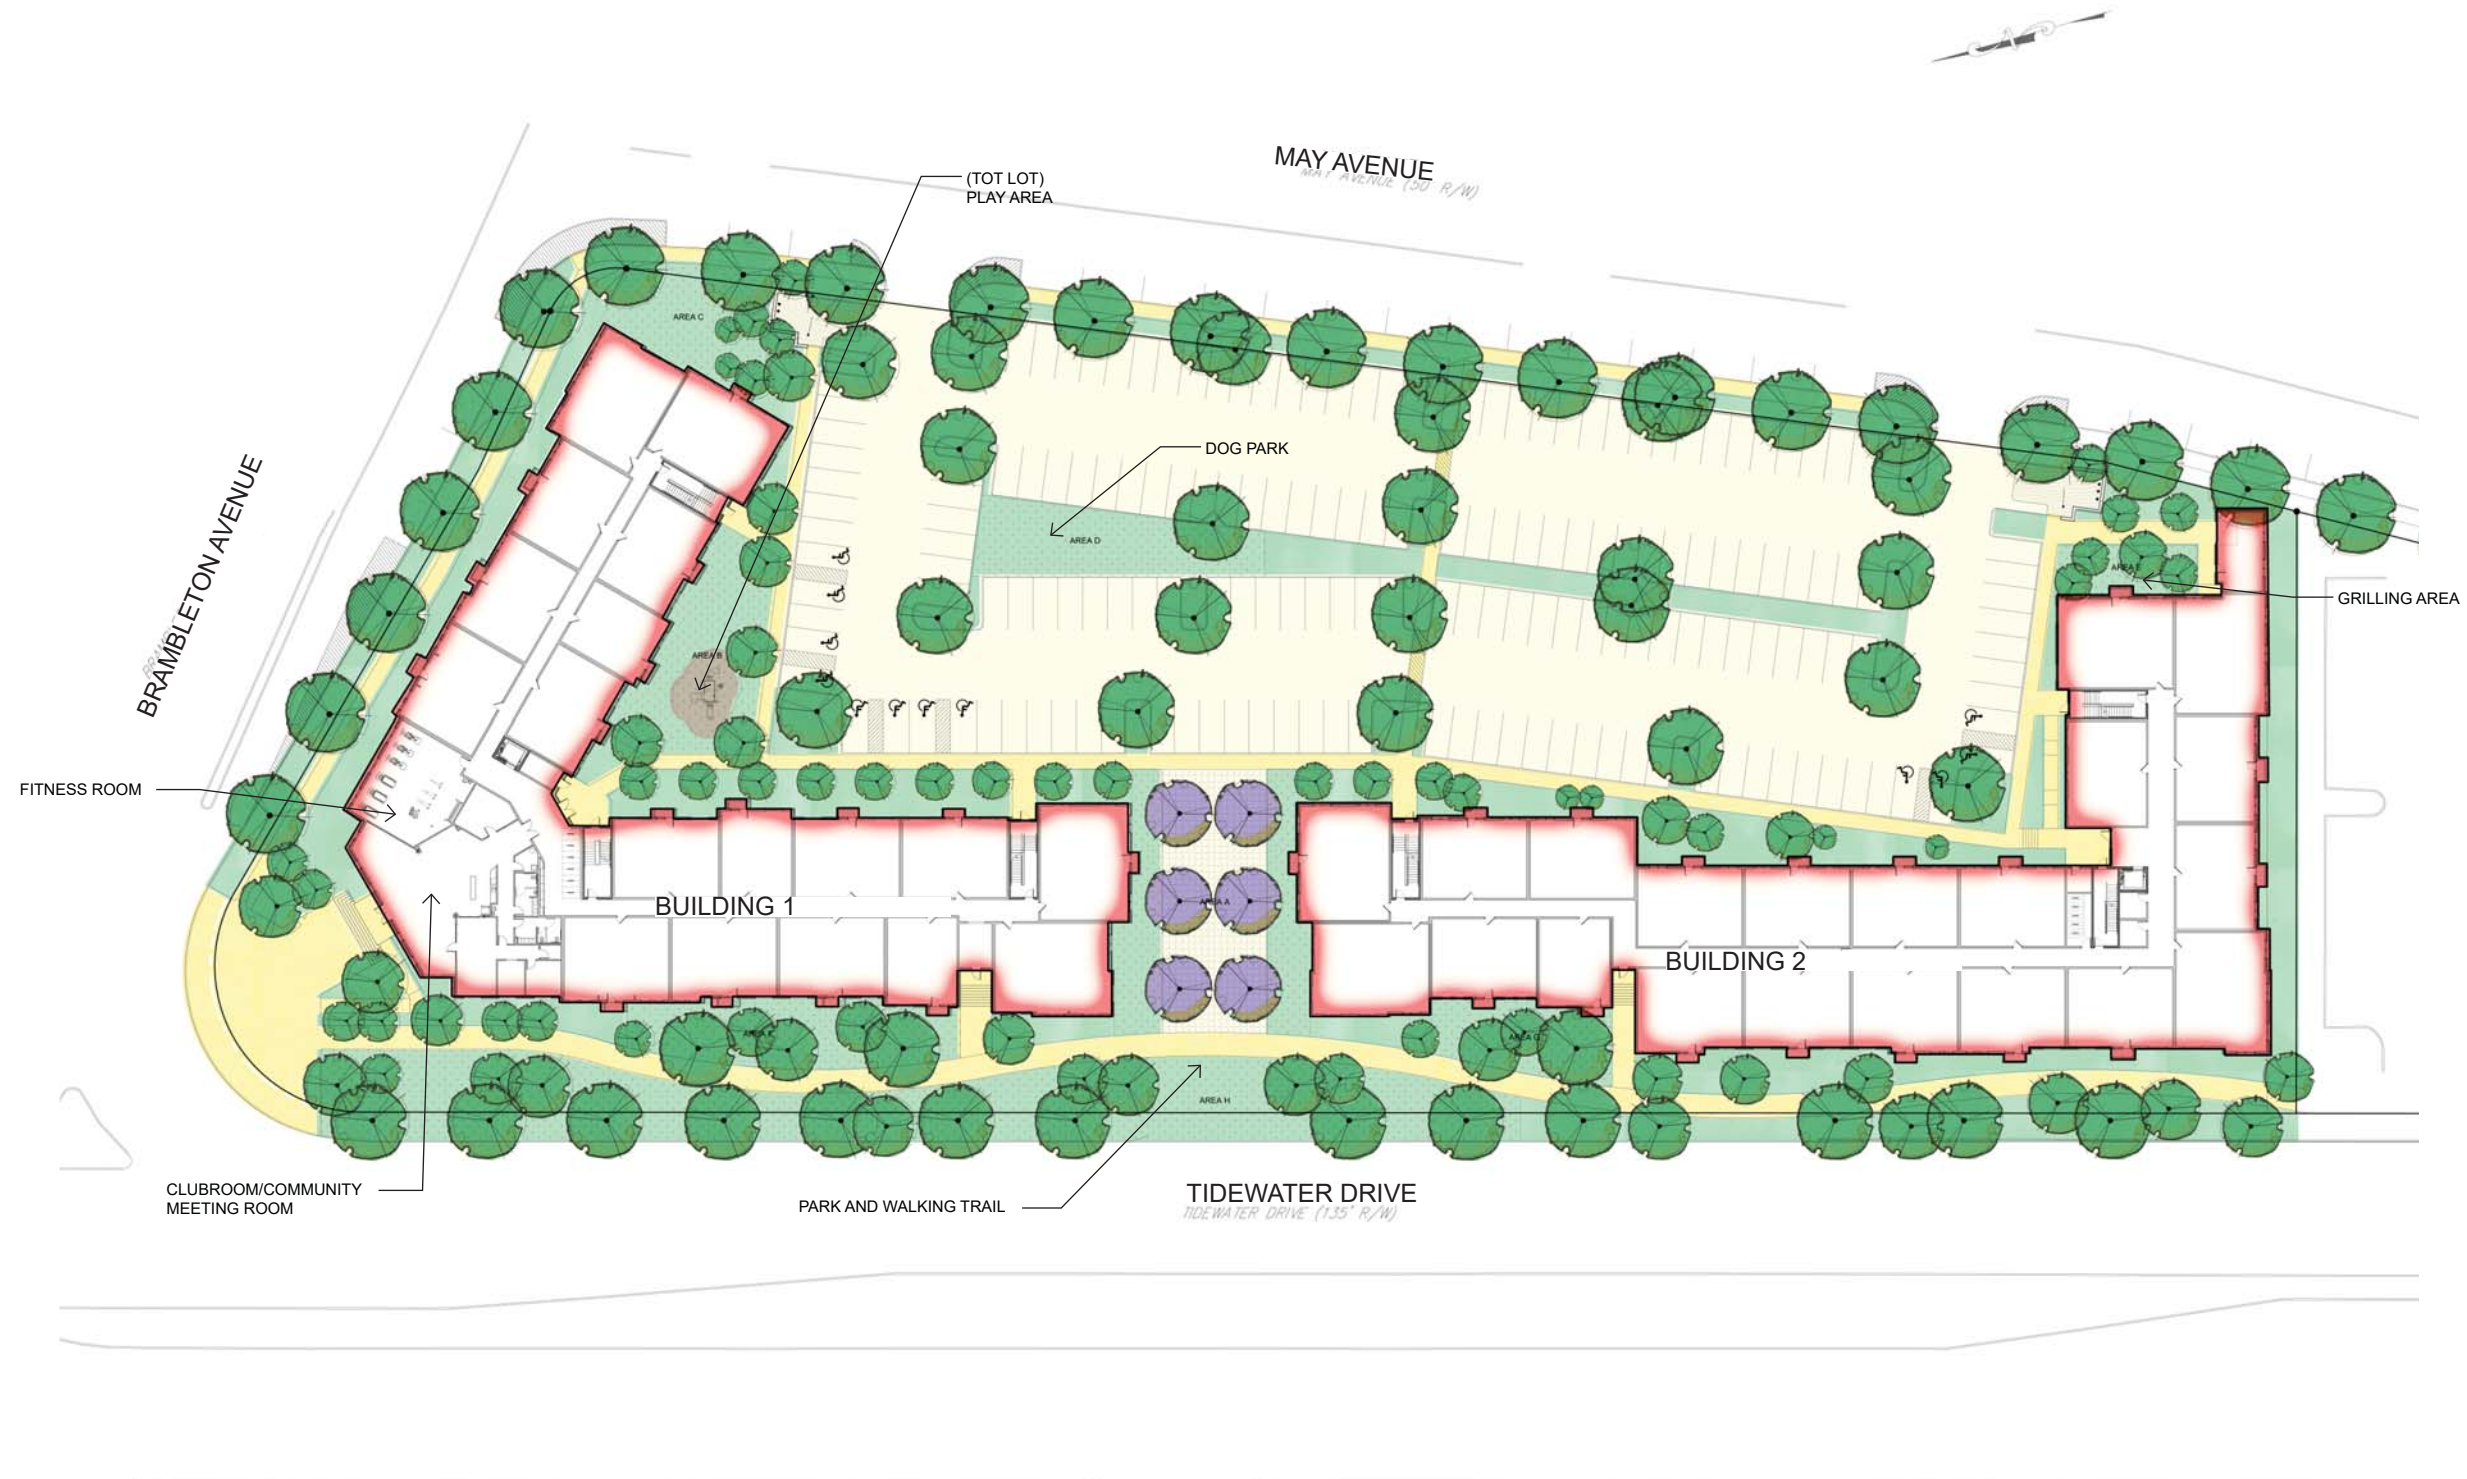 N
MAY AVENUE
MAY AVENUE (50' R/W)
(TOT LOT)
PLAY AREA
AREA C
DOG PARK
AREA D
BRAMBLETON AVENUE
GRILLING AREA
AREA B
FITNESS ROOM
BUILDING 1
AREA A
BUILDING 2
AREA H
CLUBROOM/COMMUNITY
MEETING ROOM
PARK AND WALKING TRAIL
TIDEWATER DRIVE
TIDEWATER DRIVE (135' R/W)